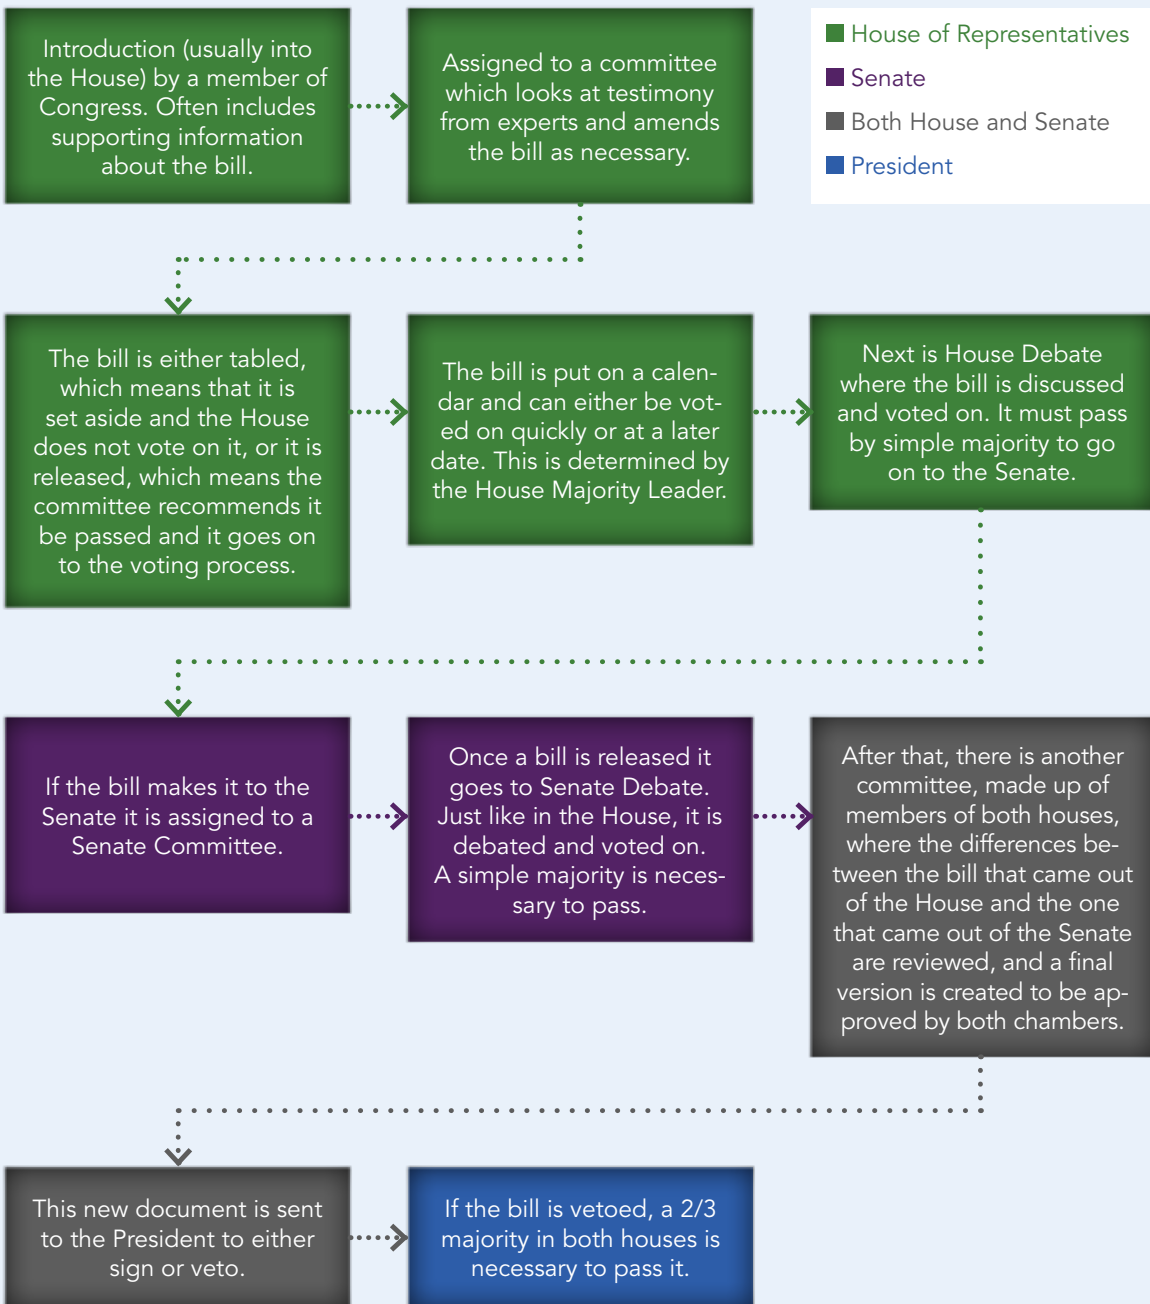 Introduction (usually into
the House) by a member of
Congress. Often includes
supporting information
about the bill.
Assigned to a committee
which looks at testimony
from experts and amends
the bill as necessary.
House of Representatives
Senate
Both House and Senate
President
The bill is either tabled,
which means that it is
set aside and the House
does not vote on it, or it is
released, which means the
committee recommends it
be passed and it goes on
to the voting process.
The bill is put on a calen-
dar and can either be vot-
ed on quickly or at a later
date. This is determined by
the House Majority Leader.
Next is House Debate
where the bill is discussed
and voted on. It must pass
by simple majority to go
on to the Senate.
If the bill makes it to the
Senate it is assigned to a
Senate Committee.
Once a bill is released it
goes to Senate Debate.
Just like in the House, it is
debated and voted on.
A simple majority is neces-
sary to pass.
After that, there is another
committee, made up of
members of both houses,
where the differences be-
tween the bill that came out
of the House and the one
that came out of the Senate
are reviewed, and a final
version is created to be ap-
proved by both chambers.
This new document is sent
to the President to either
sign or veto.
If the bill is vetoed, a 2/3
majority in both houses is
necessary to pass it.